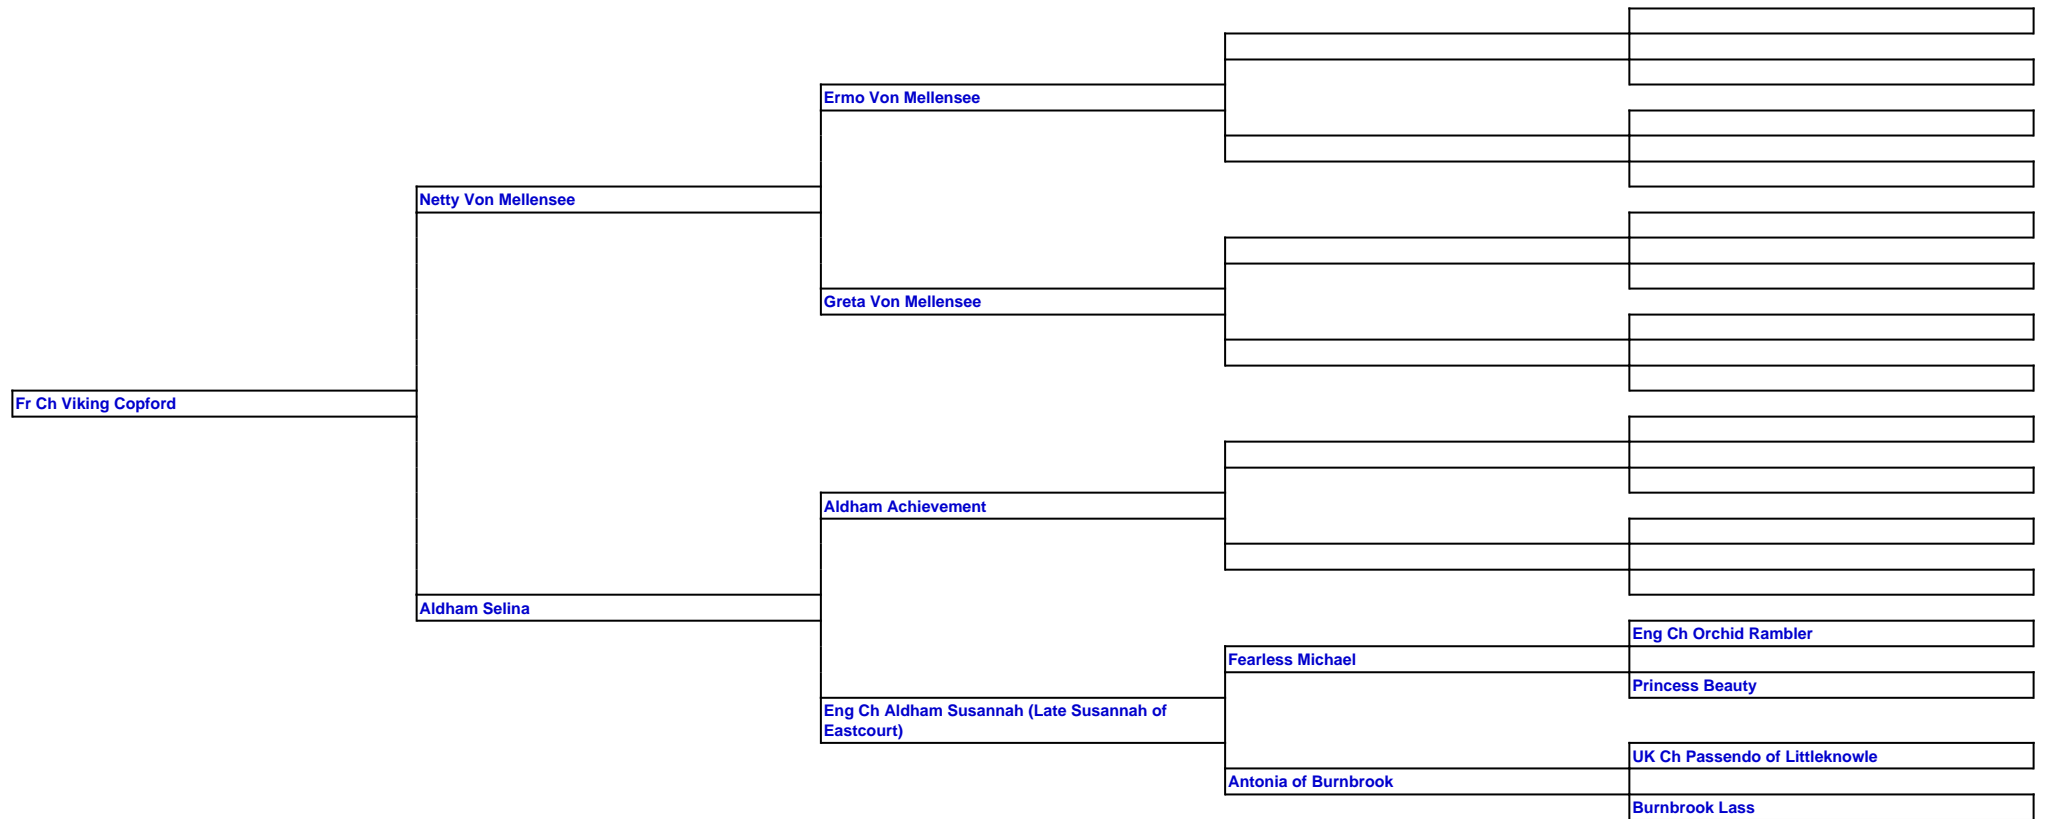 Ermo Von Mellensee
Netty Von Mellensee
Greta Von Mellensee
Fr Ch Viking Copford
Aldham Achievement
Aldham Selina
Eng Ch Orchid Rambler
Fearless Michael
Princess Beauty
Eng Ch Aldham Susannah (Late Susannah of
Eastcourt)
UK Ch Passendo of Littleknowle
Antonia of Burnbrook
Burnbrook Lass